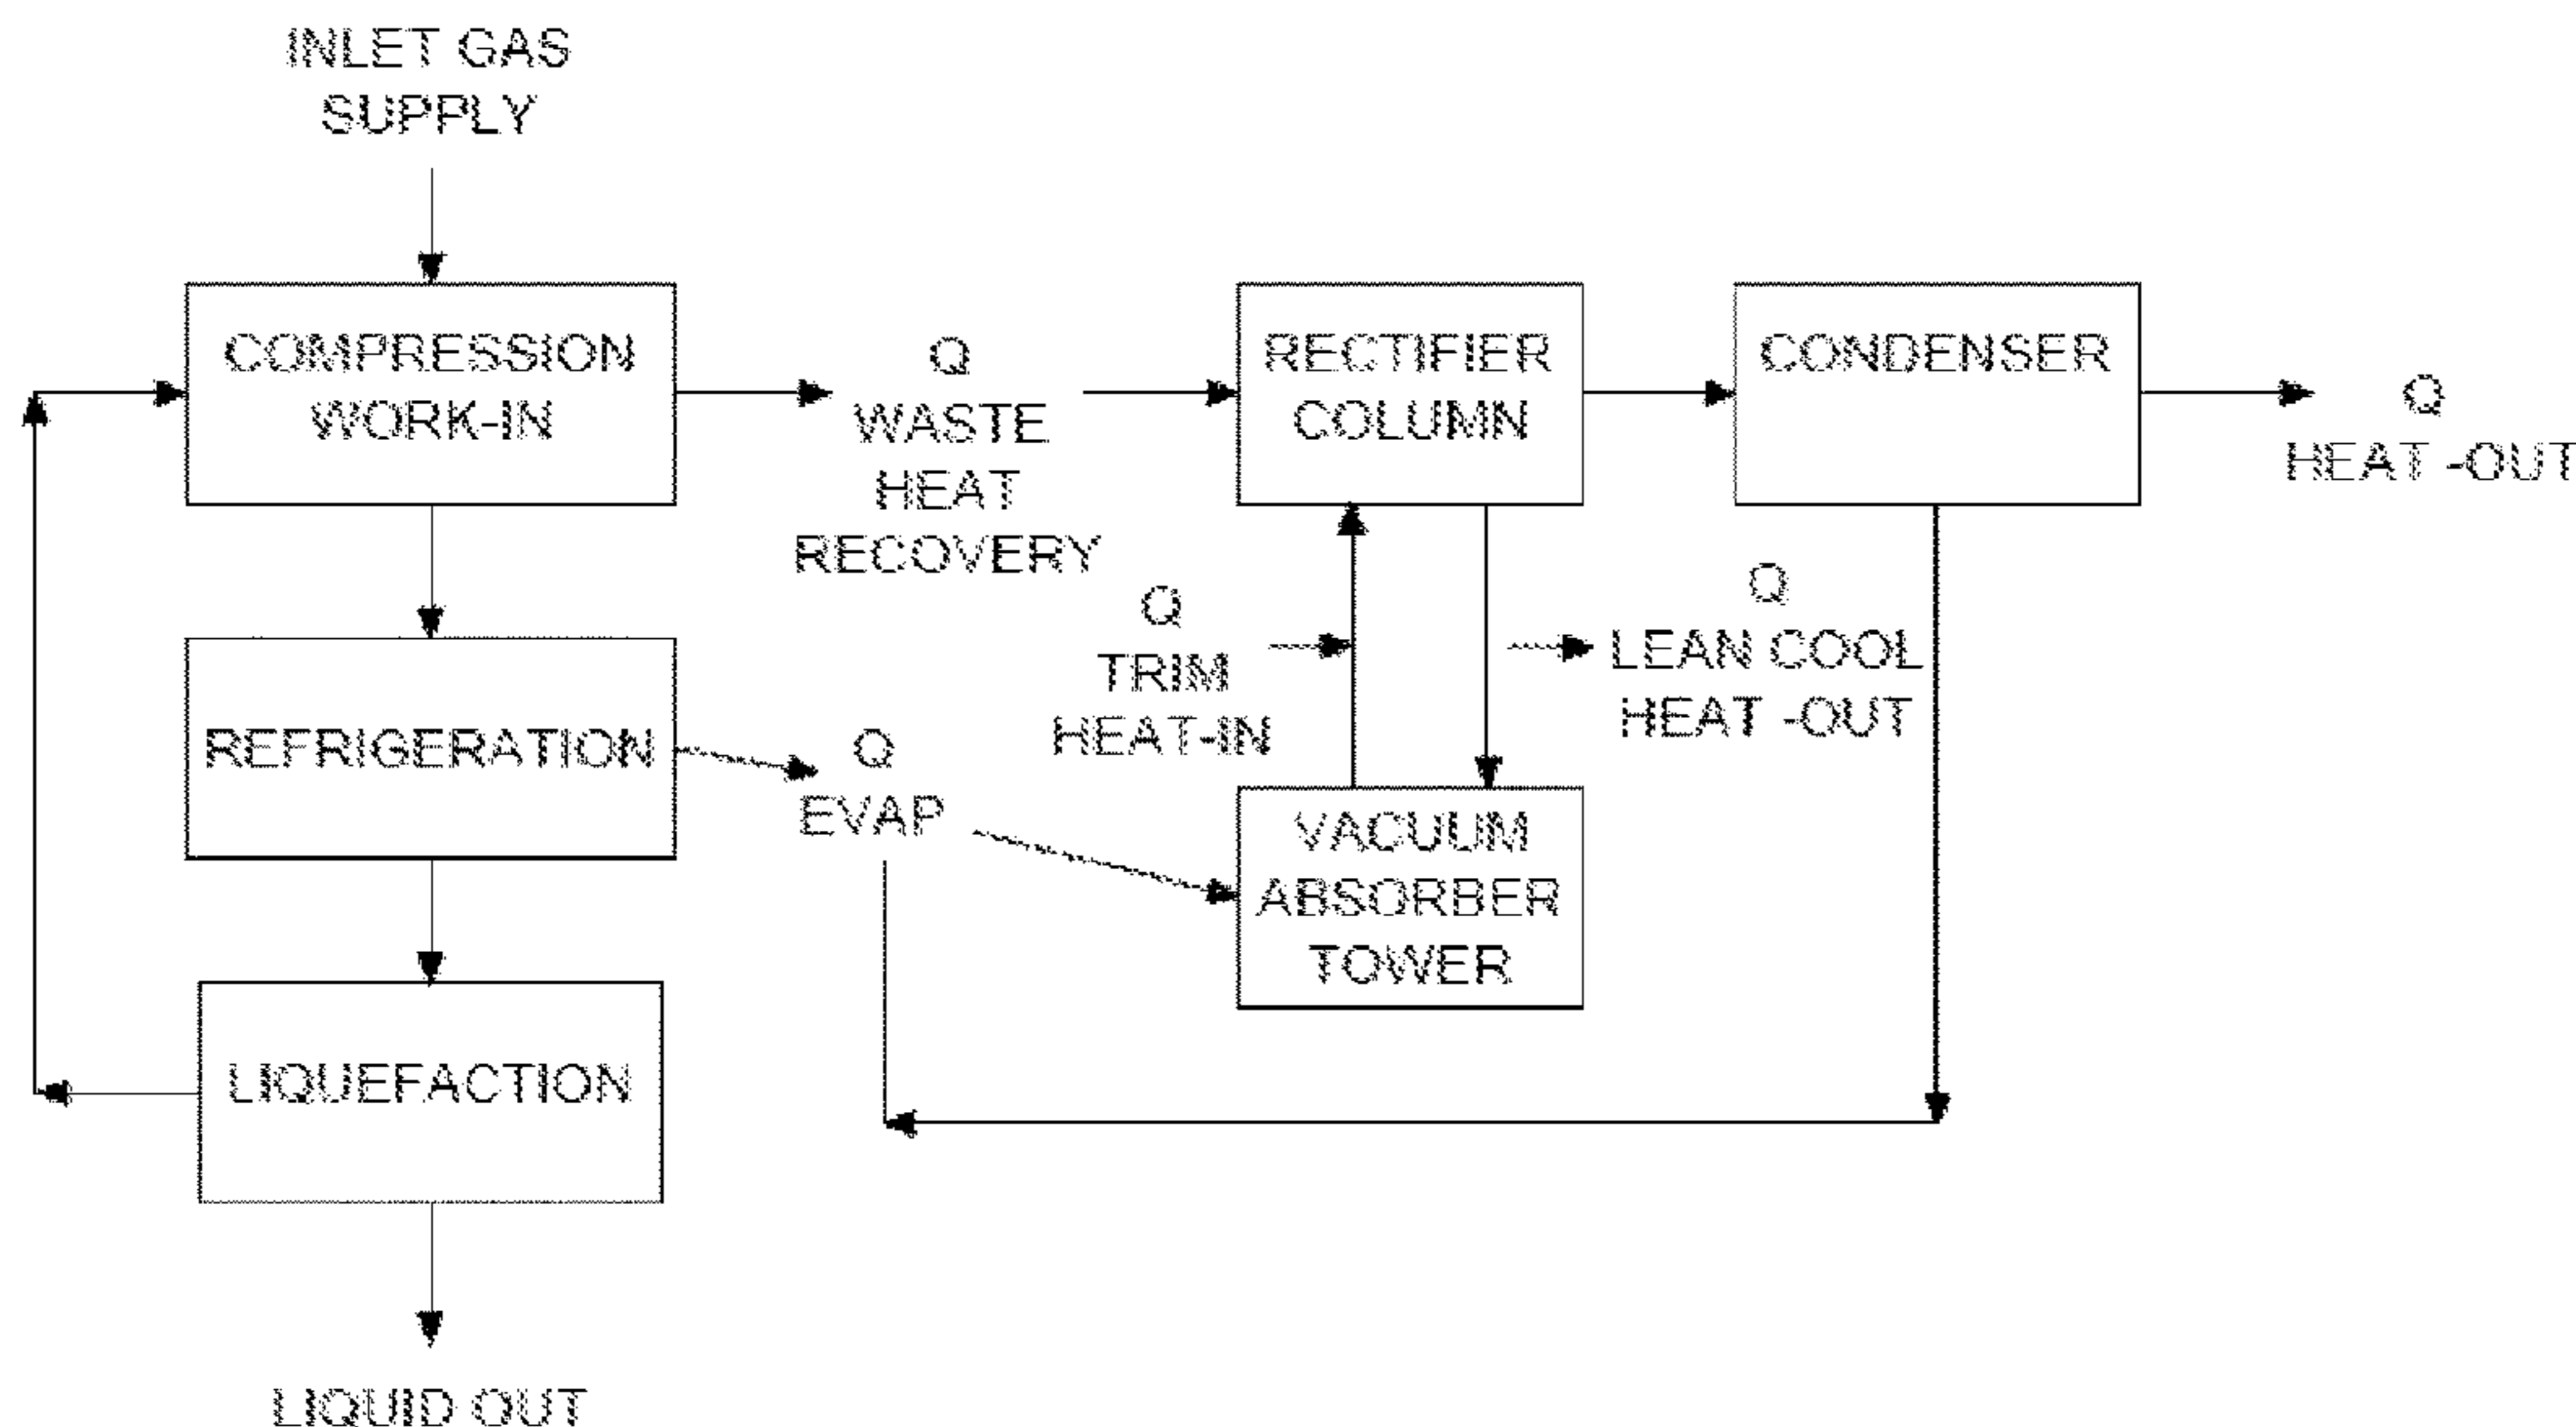 INLET GAS
SUPPLY
COMPRESSION
WORK-IN
Q
WASTE
HEAT
RECOVERY
RECTIFIER
COLUMN
CONDENSER
Q
HEAT -OUT
Q
TRIM
HEAT-IN
Q
LEAN COOL
HEAT -OUT
REFRIGERATION
Q
EVAP
VACUUM
ABSORBER
TOWER
LIQUEFACTION
LIQUID OUT